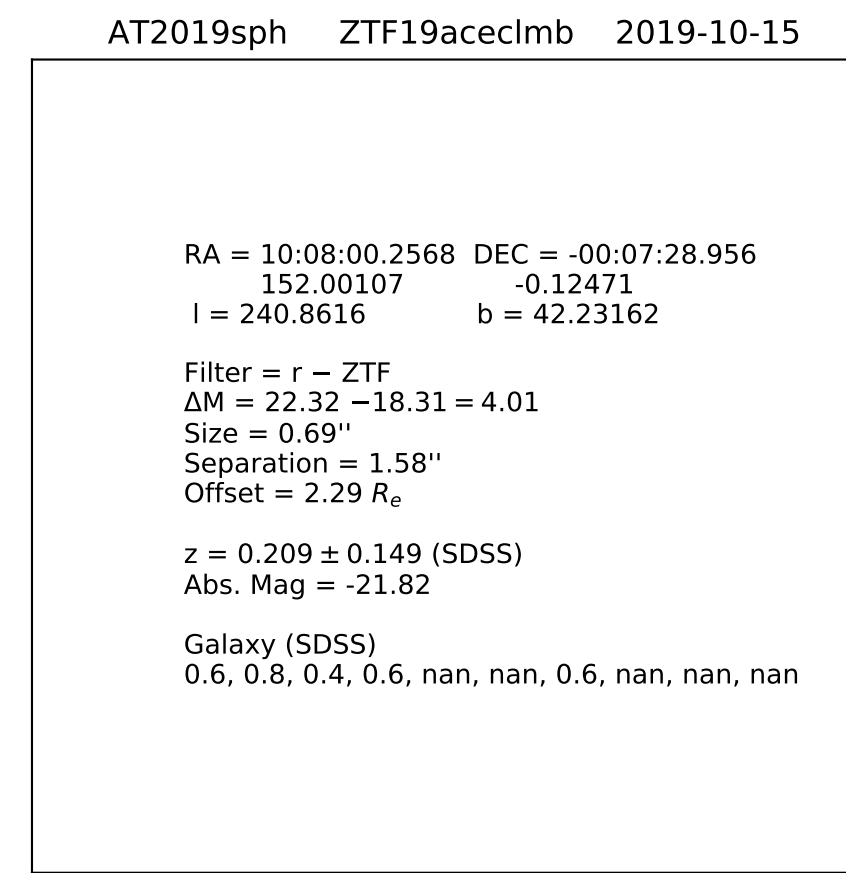 AT2019sph ZTF19aceclmb 2019-10-15
RA = 10:08:00.2568 DEC = -00:07:28.956
152.00107 -0.12471
l = 240.8616 b = 42.23162
Filter = r − ZTF
ΔM = 22.32 −18.31 = 4.01
Size = 0.69''
Separation = 1.58''
Offset = 2.29 Rₑ
z = 0.209 ± 0.149 (SDSS)
Abs. Mag = -21.82
Galaxy (SDSS)
0.6, 0.8, 0.4, 0.6, nan, nan, 0.6, nan, nan, nan